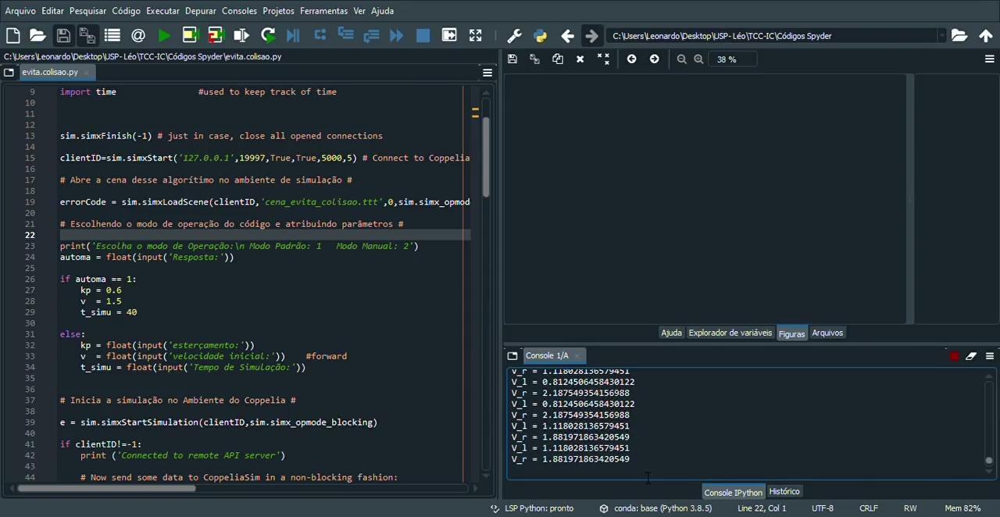 Arquivo Editar Pesquisar Código Executar Depurar Consoles Projetos Ferramentas Ver Ajuda
C:\Users\Leonardo\Desktop\USP- Léo\TCC-IC\Códigos Spyder
C:\Users\Leonardo\Desktop\USP- Léo\TCC-IC\Códigos Spyder\evita.colisao.py
evita.colisao.py
38 %
9 import time #used to keep track of time
10
11
12
13 sim.simxFinish(-1) # just in case, close all opened connections
14
15 clientID=sim.simxStart('127.0.0.1',19997,True,True,5000,5) # Connect to Coppelia
16
17 # Abre a cena desse algorítimo no ambiente de simulação #
18
19 errorCode = sim.simxLoadScene(clientID,'cena_evita_colisao.ttt',0,sim.simx_opmod
20
21 # Escolhendo o modo de operação do código e atribuindo parâmetros #
22
23 print('Escolha o modo de Operação:\n Modo Padrão: 1 Modo Manual: 2')
24 automa = float(input('Resposta:'))
25
26 if automa == 1:
27 kp = 0.6
28 v = 1.5
29 t_simu = 40
30
31 else:
32 kp = float(input('esterçamento:'))
33 v = float(input('velocidade inicial:')) #forward
34 t_simu = float(input('Tempo de Simulação:'))
35
36
37 # Inicia a simulação no Ambiente do Coppelia #
38
39 e = sim.simxStartSimulation(clientID,sim.simx_opmode_blocking)
40
41 if clientID!=-1:
42 print ('Connected to remote API server')
43
44 # Now send some data to CoppeliaSim in a non-blocking fashion:
Ajuda Explorador de variáveis Figuras Arquivos
Console 1/A
V_r = 1.118028136579451
V_l = 0.8124506458430122
V_r = 2.187549354156988
V_l = 0.8124506458430122
V_r = 2.187549354156988
V_l = 1.118028136579451
V_r = 1.881971863420549
V_l = 1.118028136579451
V_r = 1.881971863420549
Console IPython Histórico
LSP Python: pronto conda: base (Python 3.8.5) Line 22, Col 1 UTF-8 CRLF RW Mem 82%